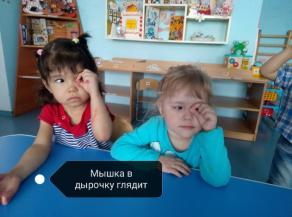 Мышка в
дырочку глядит